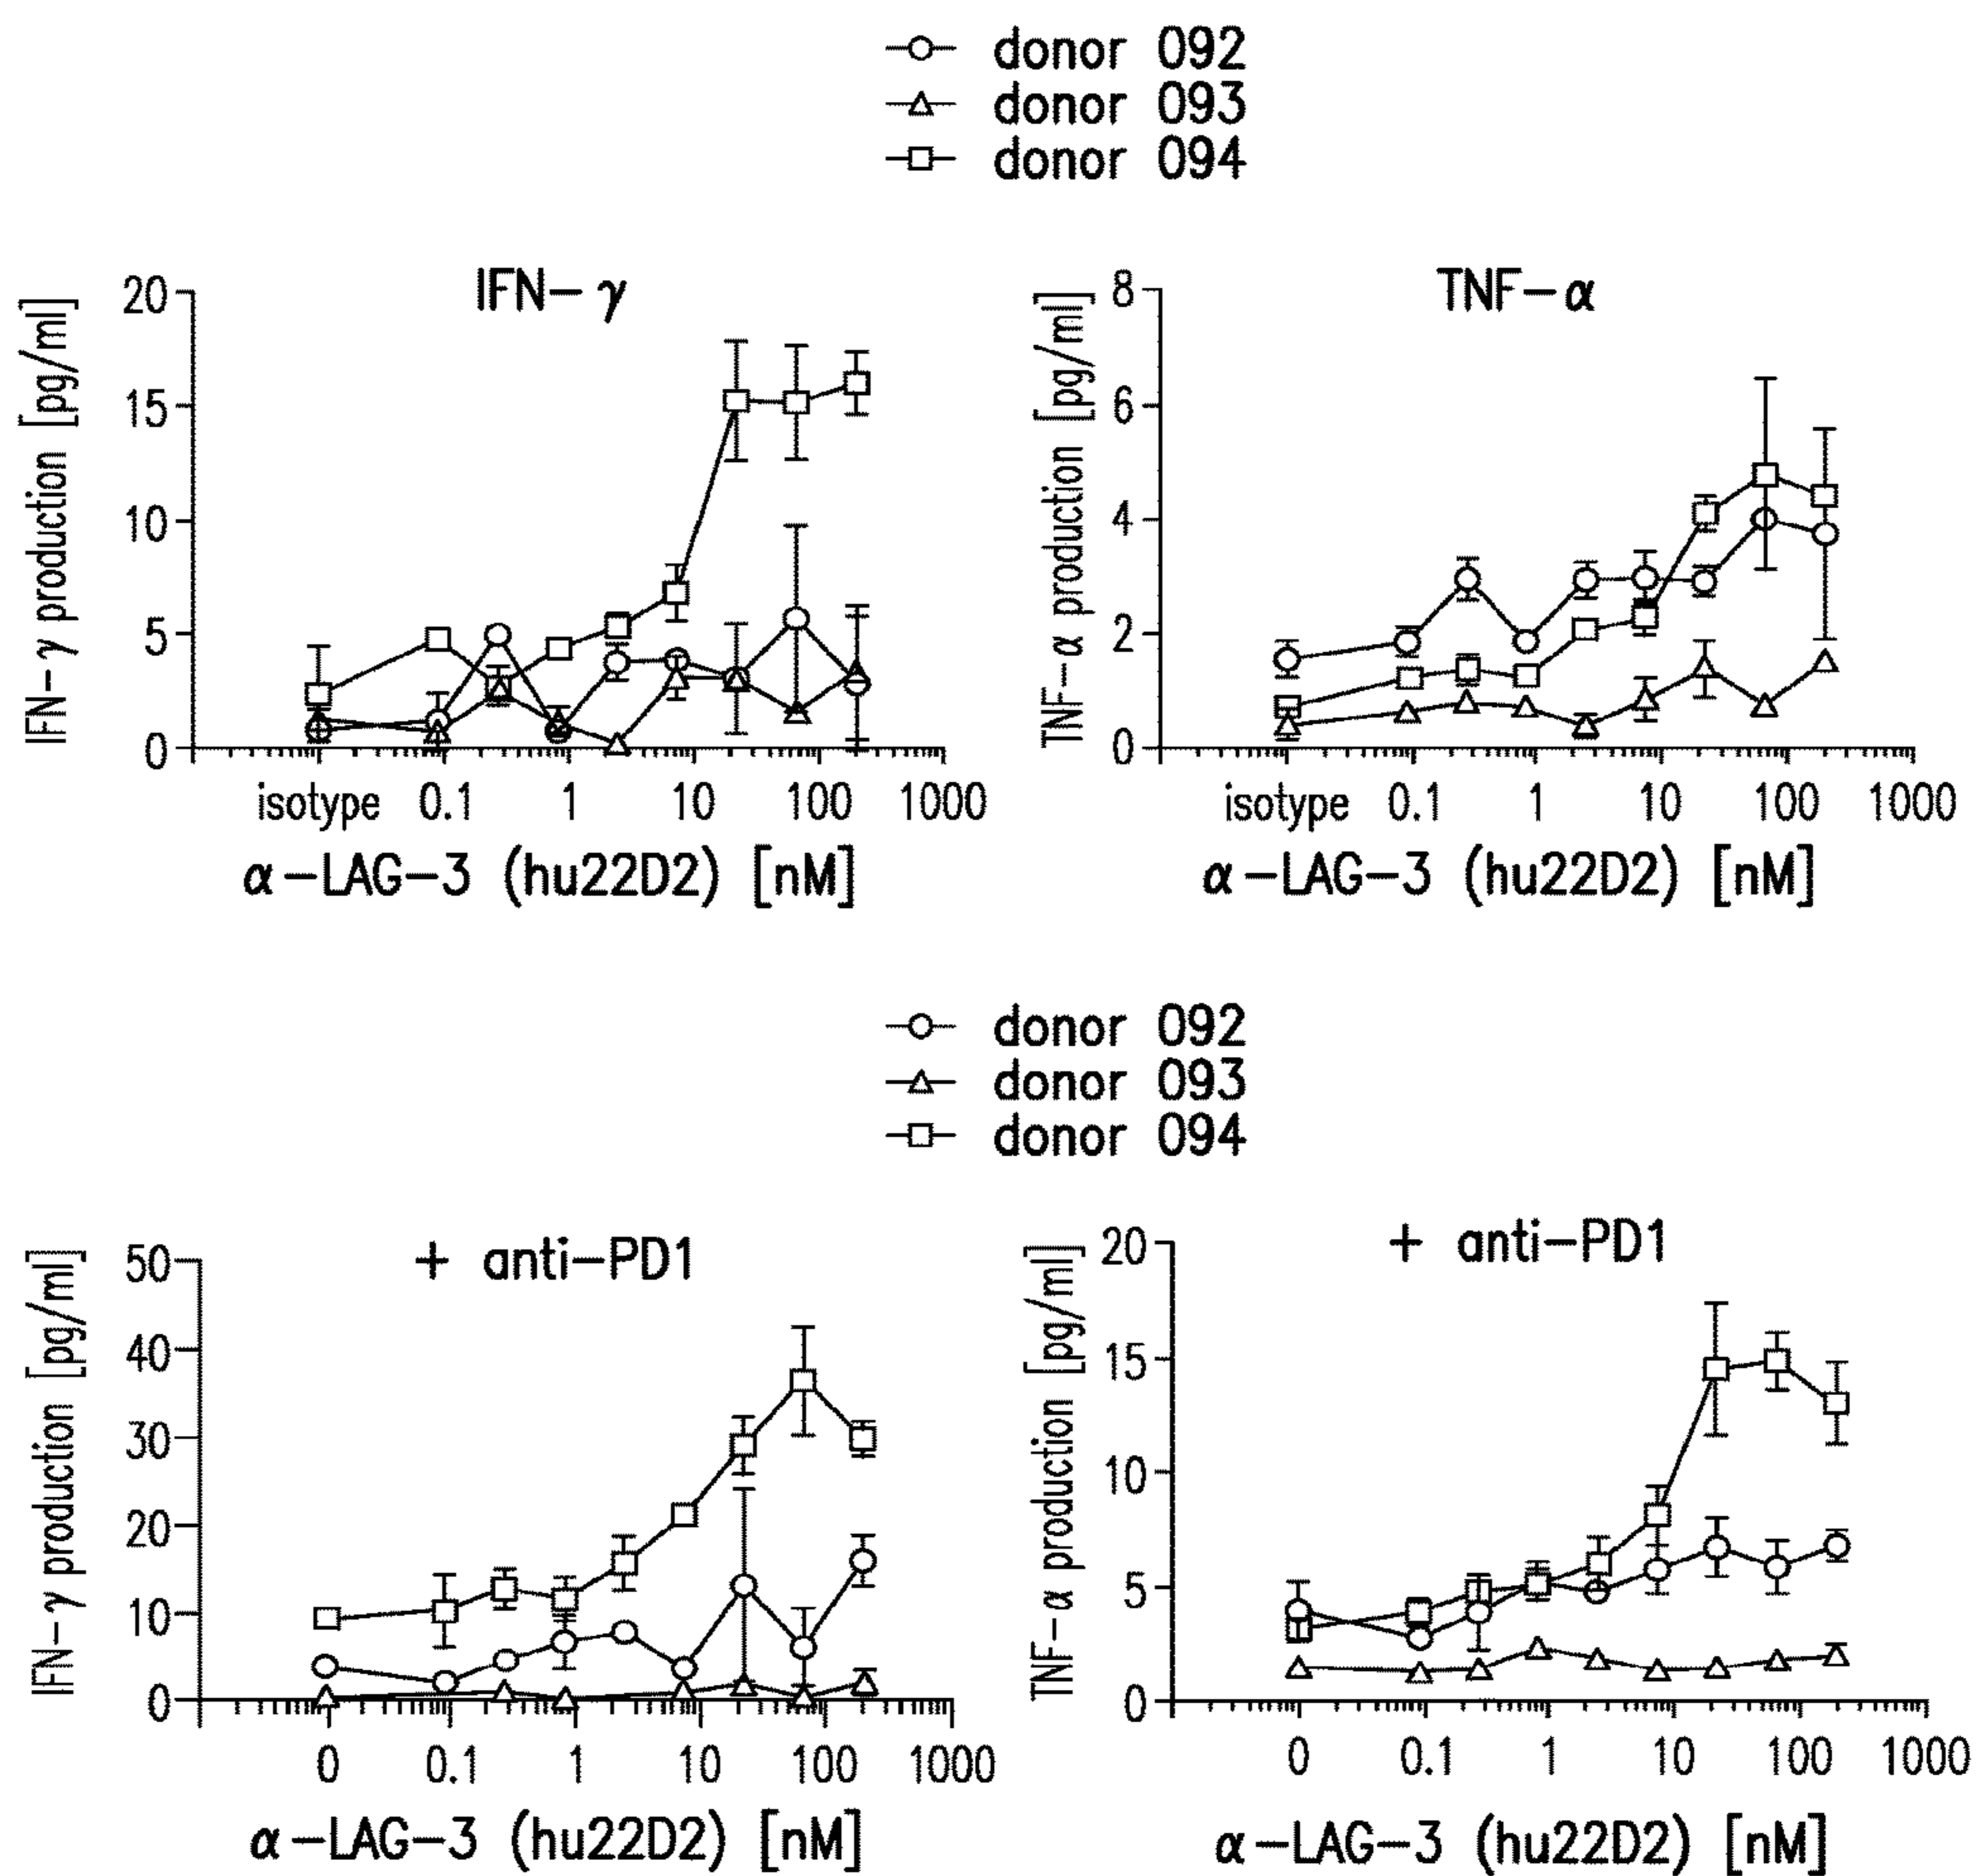 donor 092
donor 093
donor 094
IFN-γ
IFN-γ production [pg/ml]
20
15
10
5
0
isotype 0.1 1 10 100 1000
α-LAG-3 (hu22D2) [nM]
TNF-α
TNF-α production [pg/ml]
8
6
4
2
0
isotype 0.1 1 10 100 1000
α-LAG-3 (hu22D2) [nM]
donor 092
donor 093
donor 094
+ anti-PD1
IFN-γ production [pg/ml]
50
40
30
20
10
0
0 0.1 1 10 100 1000
α-LAG-3 (hu22D2) [nM]
+ anti-PD1
TNF-α production [pg/ml]
20
15
10
5
0
0 0.1 1 10 100 1000
α-LAG-3 (hu22D2) [nM]